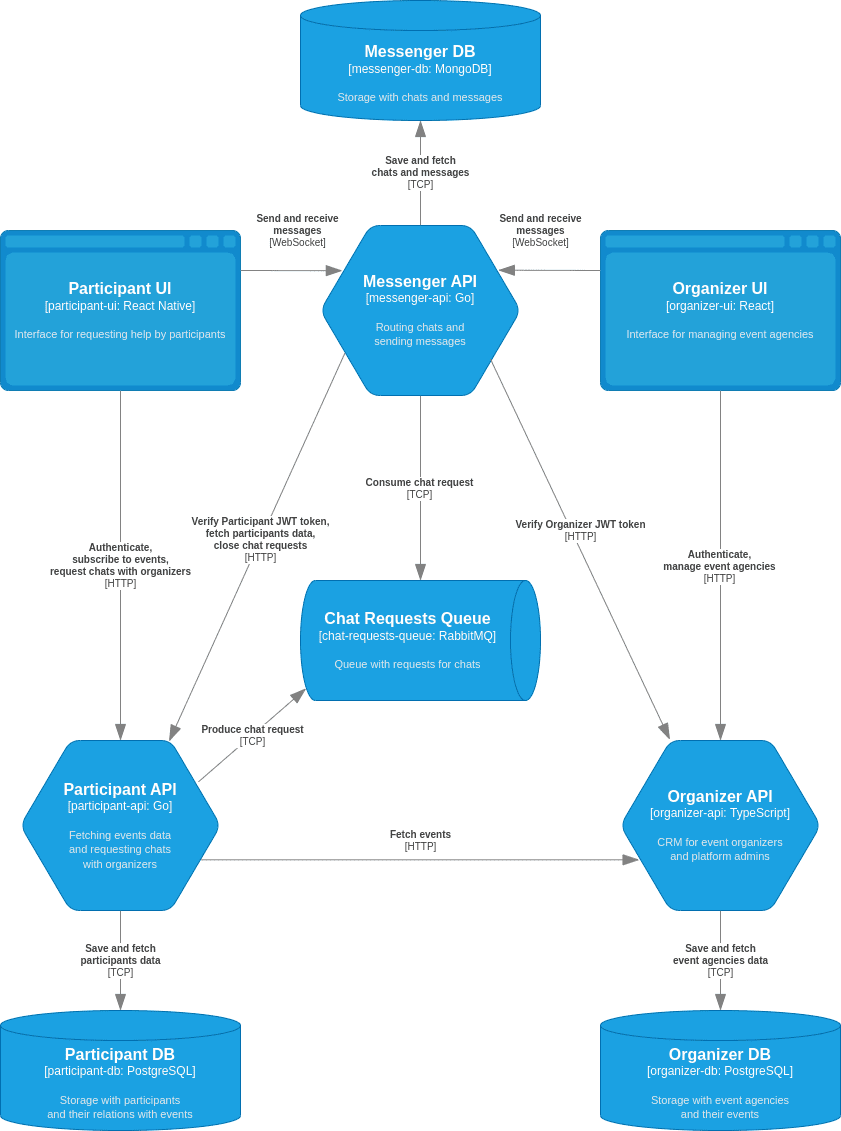 Messenger DB
[messenger-db: MongoDB]
Storage with chats and messages
Save and fetch
chats and messages
[TCP]
Send and receive
messages
[WebSocket]
Send and receive
messages
[WebSocket]
Participant UI
[participant-ui: React Native]
Interface for requesting help by participants
Messenger API
[messenger-api: Go]
Routing chats and
sending messages
Organizer UI
[organizer-ui: React]
Interface for managing event agencies
Consume chat request
[TCP]
Verify Participant JWT token,
fetch participants data,
close chat requests
[HTTP]
Verify Organizer JWT token
[HTTP]
Authenticate,
subscribe to events,
request chats with organizers
[HTTP]
Authenticate,
manage event agencies
[HTTP]
Chat Requests Queue
[chat-requests-queue: RabbitMQ]
Queue with requests for chats
Produce chat request
[TCP]
Participant API
[participant-api: Go]
Fetching events data
and requesting chats
with organizers
Organizer API
[organizer-api: TypeScript]
CRM for event organizers
and platform admins
Fetch events
[HTTP]
Save and fetch
participants data
[TCP]
Save and fetch
event agencies data
[TCP]
Participant DB
[participant-db: PostgreSQL]
Storage with participants
and their relations with events
Organizer DB
[organizer-db: PostgreSQL]
Storage with event agencies
and their events